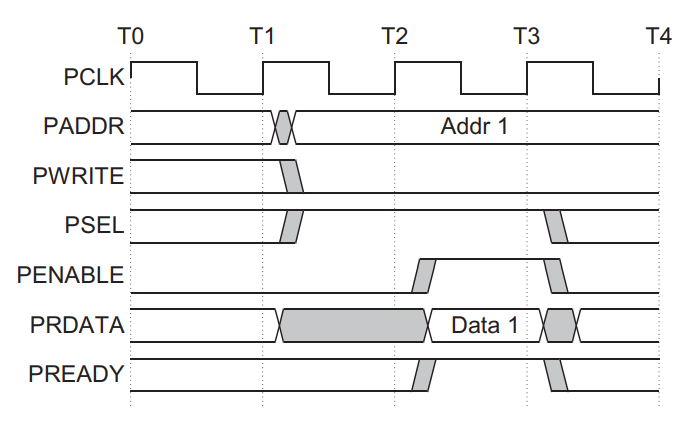 T0 T1 T2 T3 T4
PCLK
PADDR Addr 1
PWRITE
PSEL
PENABLE
PRDATA Data 1
PREADY